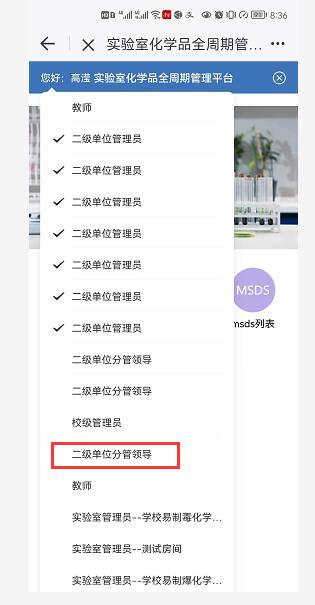 8:36
实验室化学品全周期管...
您好：高滢 实验室化学品全周期管理平台
教师
二级单位管理员
二级单位管理员
二级单位管理员
二级单位管理员
二级单位管理员
二级单位管理员
二级单位管理员
MSDS
msds列表
二级单位分管领导
二级单位分管领导
校级管理员
二级单位分管领导
教师
实验室管理员--学校易制毒化学...
实验室管理员--测试房间
实验室管理员--学校易制爆化学...